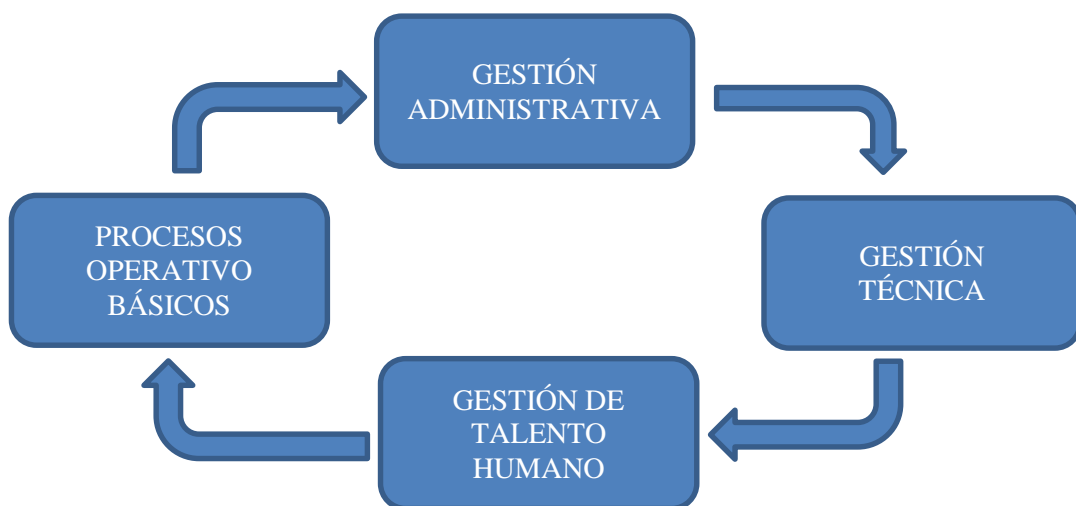 GESTIÓN
ADMINISTRATIVA
PROCESOS
OPERATIVO
BÁSICOS
GESTIÓN
TÉCNICA
GESTIÓN DE
TALENTO
HUMANO